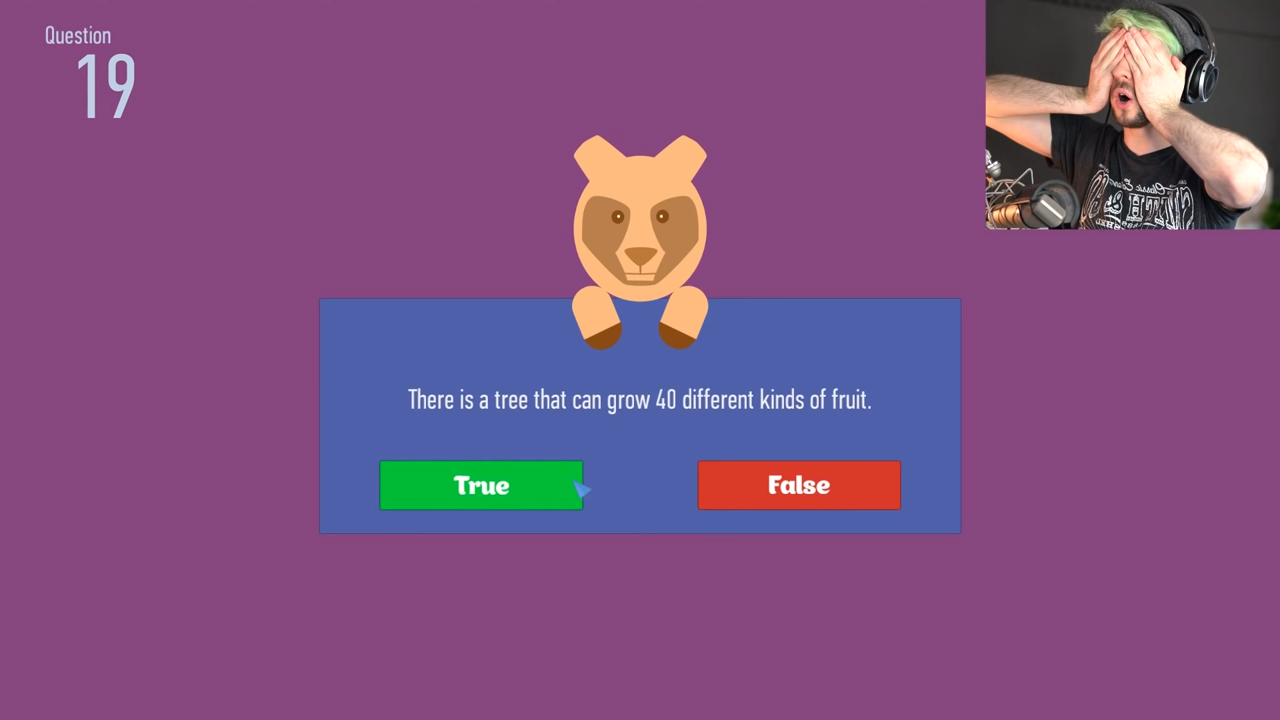 Question
19
There is a tree that can grow 40 different kinds of fruit.
True
False